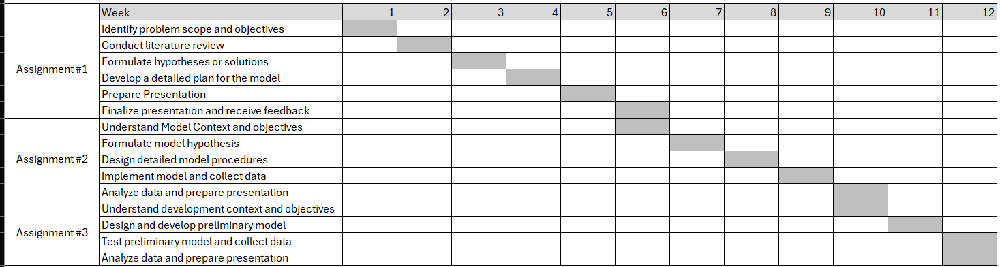 Week 1 2 3 4 5 6 7 8 9 10 11 12
Assignment #1
Identify problem scope and objectives
Conduct literature review
Formulate hypotheses or solutions
Develop a detailed plan for the model
Prepare Presentation
Finalize presentation and receive feedback
Assignment #2
Understand Model Context and objectives
Formulate model hypothesis
Design detailed model procedures
Implement model and collect data
Analyze data and prepare presentation
Assignment #3
Understand development context and objectives
Design and develop preliminary model
Test preliminary model and collect data
Analyze data and prepare presentation